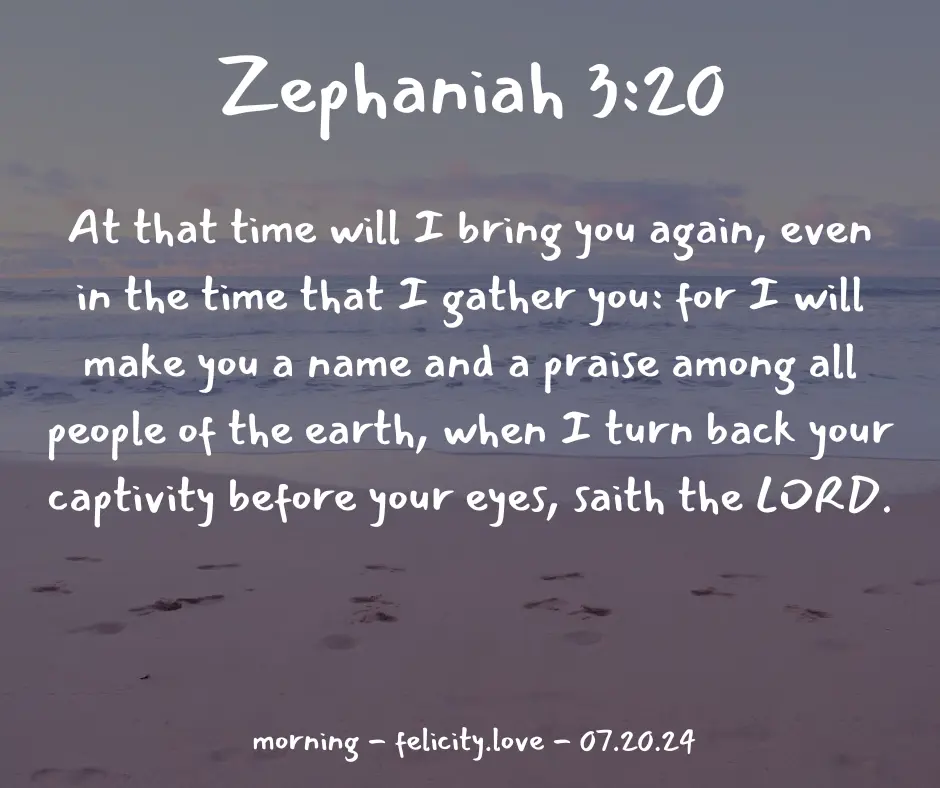 Zephaniah 3:20
At that time will I bring you again, even
in the time that I gather you: for I will
make you a name and a praise among all
people of the earth, when I turn back your
captivity before your eyes, saith the LORD.
morning - felicity.love - 07.20.24